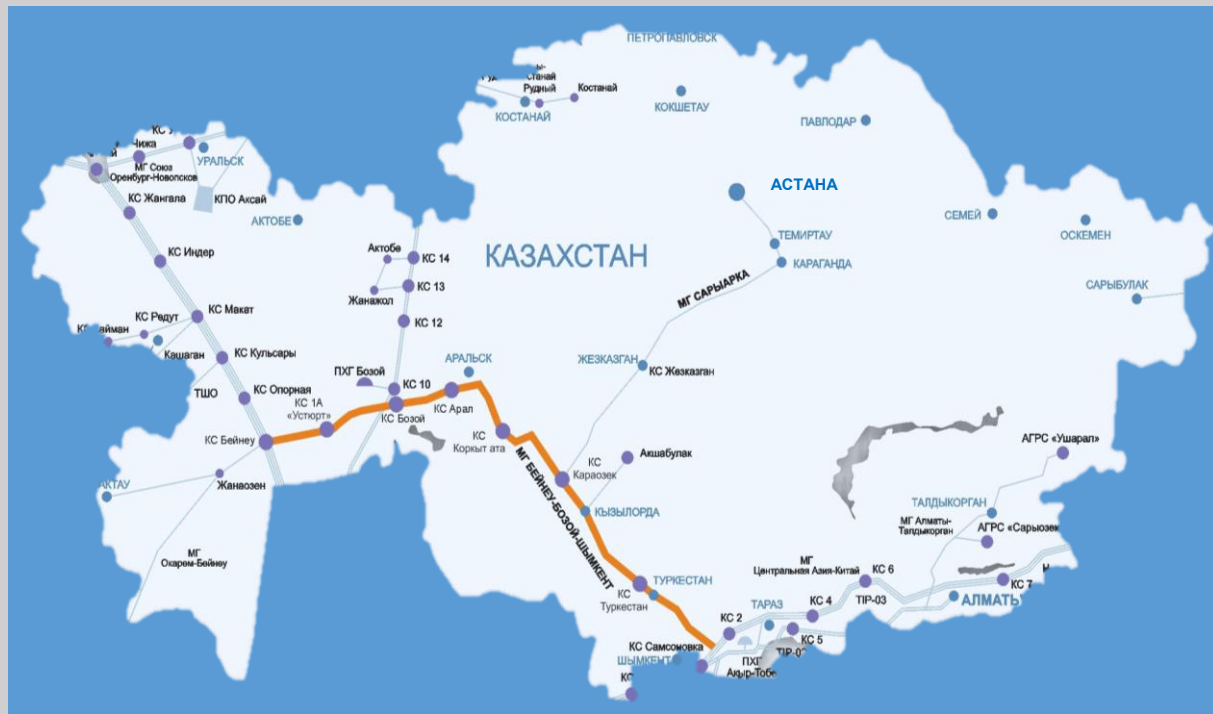 ПЕТРОПАВЛОВСК
Рудный
Костанай
КОСТАНАЙ
КОКШЕТАУ
ПАВЛОДАР
Чижа
УРАЛЬСК
МГ Союз
Оренбург-Новопсков
КС Жангала
КПО Аксай
АКТОБЕ
АСТАНА
СЕМЕЙ
ОСКЕМЕН
ТЕМИРТАУ
КАРАГАНДА
КАЗАХСТАН
КС Индер
Актобе
КС 14
КС 13
Жанажол
КС 12
МГ САРЫАРКА
САРЫБУЛАК
КС Редут
КС Макат
Кашаган
КС Кульсары
ТШО
КС Опорная
ПХГ Бозой
КС 10
АРАЛЬСК
КС Арал
КС Бозой
КС 1А
«Устюрт»
КС Бейнеу
ЖЕЗКАЗГАН
КС Жезказган
КС
Коркыт ата
КС
Караозек
Акшабулак
КЫЗЫЛОРДА
МГ БЕЙНЕУ-БОЗОЙ-ШЫМКЕНТ
Жанаозен
МГ
Окарем-Бейнеу
АГРС «Ушарал»
ТАЛДЫКОРГАН
МГ Алматы-
Талдыкорган
АГРС «Сарыозек
МГ
Центральная Азия-Китай
КС 6
TIP-03
КС 7
АЛМАТЫ
ТУРКЕСТАН
КС
Туркестан
КС 2
ТАРАЗ
КС 4
КС 5
КС Самсоновка
ШЫМКЕНТ
ПХГ
Акыр-Тобе
КС